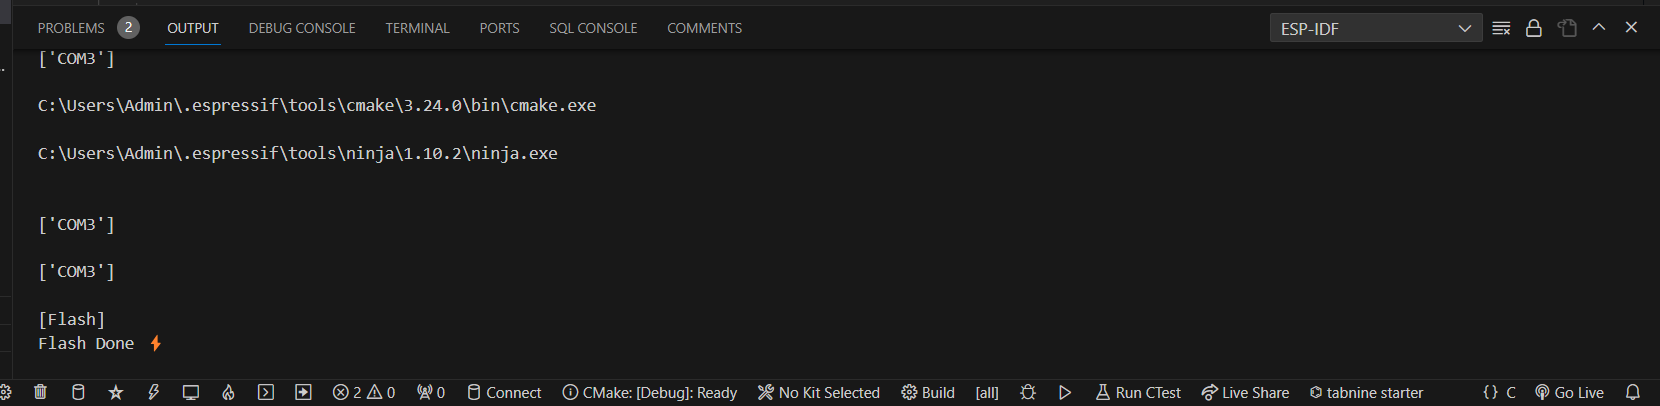 PROBLEMS 2 OUTPUT DEBUG CONSOLE TERMINAL PORTS SQL CONSOLE COMMENTS ESP-IDF
['COM3']
C:\Users\Admin\.espressif\tools\cmake\3.24.0\bin\cmake.exe
C:\Users\Admin\.espressif\tools\ninja\1.10.2\ninja.exe
['COM3']
['COM3']
[Flash]
Flash Done ⚡
2 0 0 Connect CMake: [Debug]: Ready No Kit Selected Build [all] Run CTest Live Share tabnine starter {} C Go Live